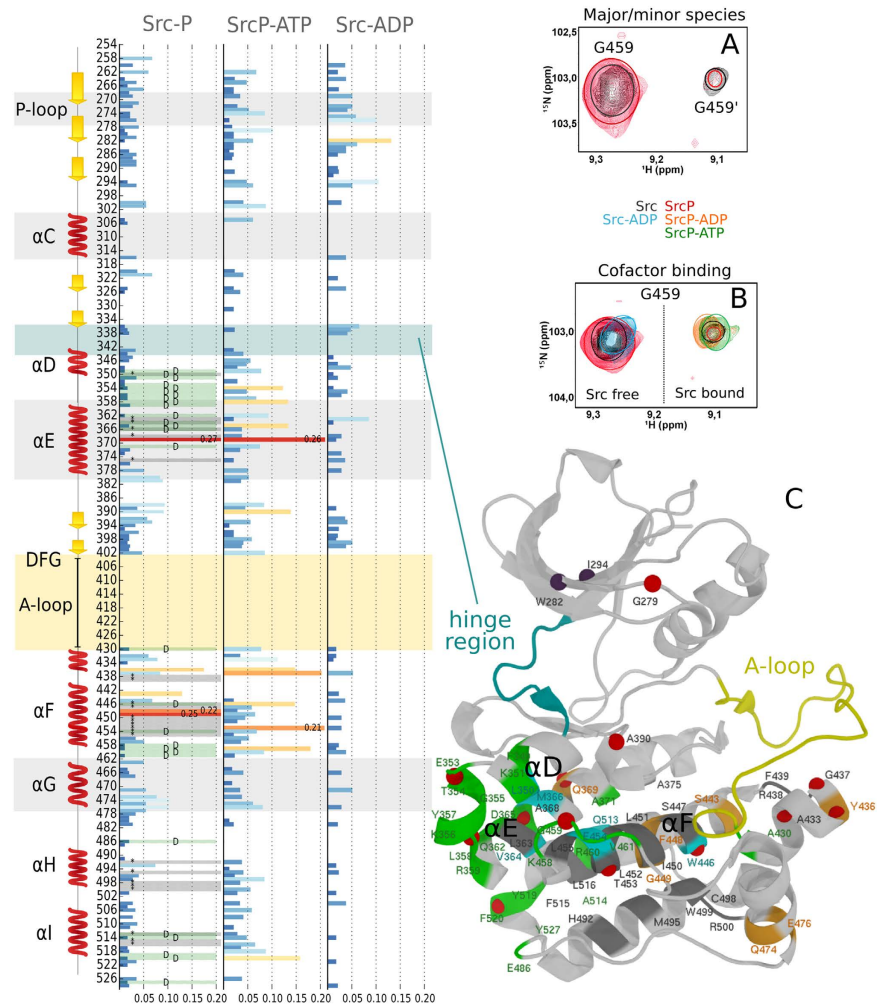 Src-P SrcP-ATP Src-ADP
254
258
262
266
270
P-loop
274
278
282
286
290
294
298
302
306
αC
310
314
318
322
326
330
334
338
342
346
αD
350
354
358
362
366
αE
370
0.27 0.26
374
378
382
386
390
394
398
402
DFG
406
410
A-loop
414
418
422
426
430
434
438
442
446
0.22
αF
450
0.25
0.21
454
458
462
αG
466
470
474
478
482
486
490
αH
494
498
502
506
510
αI
514
518
522
526
0.05 0.10 0.15 0.20 0.05 0.10 0.15 0.20 0.05 0.10 0.15 0.20
Major/minor species
A
G459
G459'
102,5
103,0
103,5
15N (ppm)
9,3 9,2 9,1
1H (ppm)
Src SrcP
Src-ADP SrcP-ADP
SrcP-ATP
Cofactor binding
G459
B
103,0
104,0
15N (ppm)
Src free Src bound
9,3 9,2 9,1
1H (ppm)
C
I294
W282
G279
hinge
region
A-loop
A390
E353
αD
K351
T354
L350
Q369
A375
F439
G437
G355
M366
A368
A371
S447
S443
R438
Y436
Y357
D365
Q513
L451
αF
K356
αE
G459
A433
A430
Q362
L363
L455
F448
L358
V364
K458
R460
Y461
I450
W446
R359
L452
G449
T453
L516
Y519
F515
A514
C498
F520
W499
H492
M495
R500
E476
Y527
Q474
E486